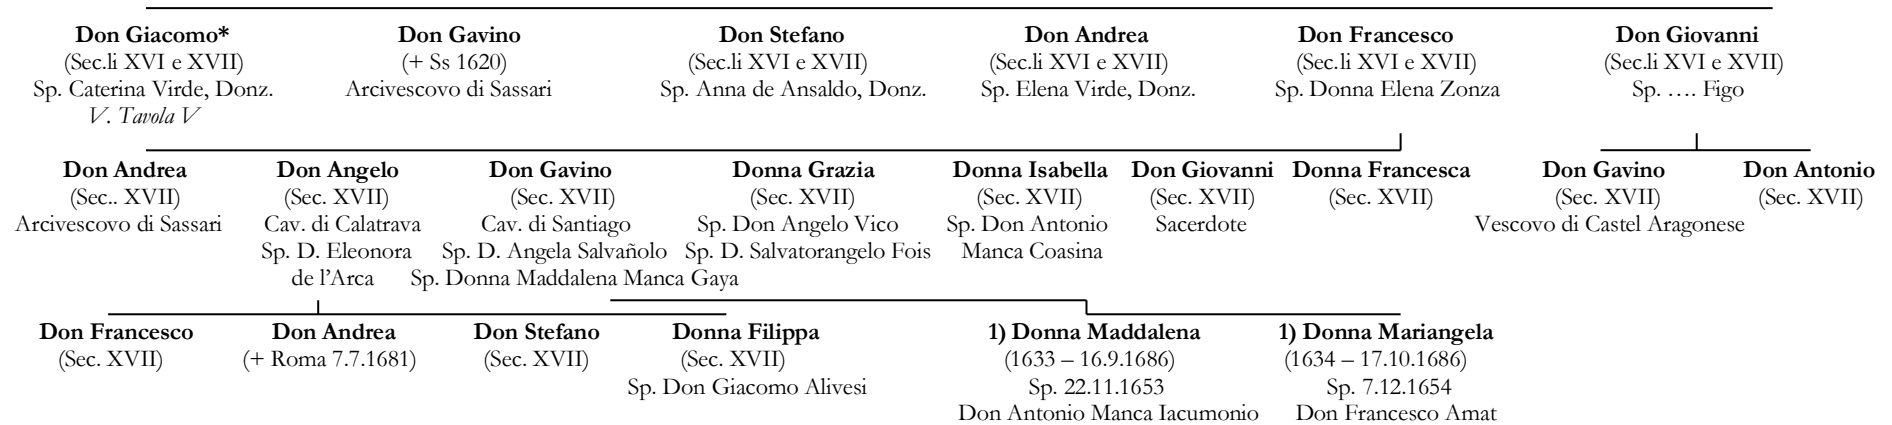 Don Giacomo* Don Gavino Don Stefano Don Andrea Don Francesco Don Giovanni
(Sec.li XVI e XVII) (+ Ss 1620) (Sec.li XVI e XVII) (Sec.li XVI e XVII) (Sec.li XVI e XVII) (Sec.li XVI e XVII)
Sp. Caterina Virde, Donz. Arcivescovo di Sassari Sp. Anna de Ansaldo, Donz. Sp. Elena Virde, Donz. Sp. Donna Elena Zonza Sp. …. Figo
V. Tavola V
Don Andrea Don Angelo Don Gavino Donna Grazia Donna Isabella Don Giovanni Donna Francesca Don Gavino Don Antonio
(Sec.. XVII) (Sec. XVII) (Sec. XVII) (Sec. XVII) (Sec. XVII) (Sec. XVII) (Sec. XVII) (Sec. XVII) (Sec. XVII)
Arcivescovo di Sassari Cav. di Calatrava Cav. di Santiago Sp. Don Angelo Vico Sp. Don Antonio Sacerdote Vescovo di Castel Aragonese
Sp. D. Eleonora Sp. D. Angela Salvañolo Sp. D. Salvatorangelo Fois Manca Coasina
de l’Arca Sp. Donna Maddalena Manca Gaya
Don Francesco Don Andrea Don Stefano Donna Filippa 1) Donna Maddalena 1) Donna Mariangela
(Sec. XVII) (+ Roma 7.7.1681) (Sec. XVII) (Sec. XVII) (1633 – 16.9.1686) (1634 – 17.10.1686)
Sp. Don Giacomo Alivesi Sp. 22.11.1653 Sp. 7.12.1654
Don Antonio Manca Iacumonio Don Francesco Amat